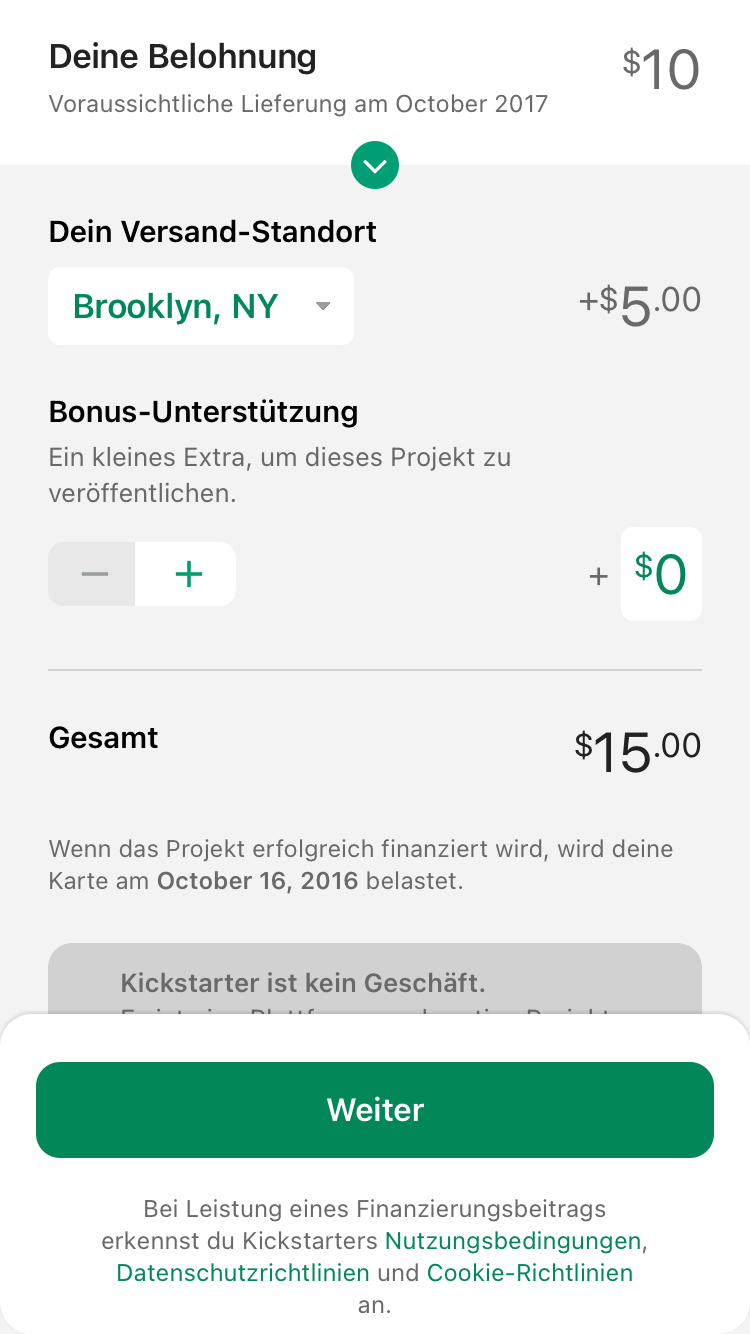 Deine Belohnung
$10
Voraussichtliche Lieferung am October 2017
Dein Versand-Standort
Brooklyn, NY
+$5.00
Bonus-Unterstützung
Ein kleines Extra, um dieses Projekt zu
veröffentlichen.
− +
+ $0
Gesamt
$15.00
Wenn das Projekt erfolgreich finanziert wird, wird deine
Karte am October 16, 2016 belastet.
Kickstarter ist kein Geschäft.
Weiter
Bei Leistung eines Finanzierungsbeitrags
erkennst du Kickstarters Nutzungsbedingungen,
Datenschutzrichtlinien und Cookie-Richtlinien
an.